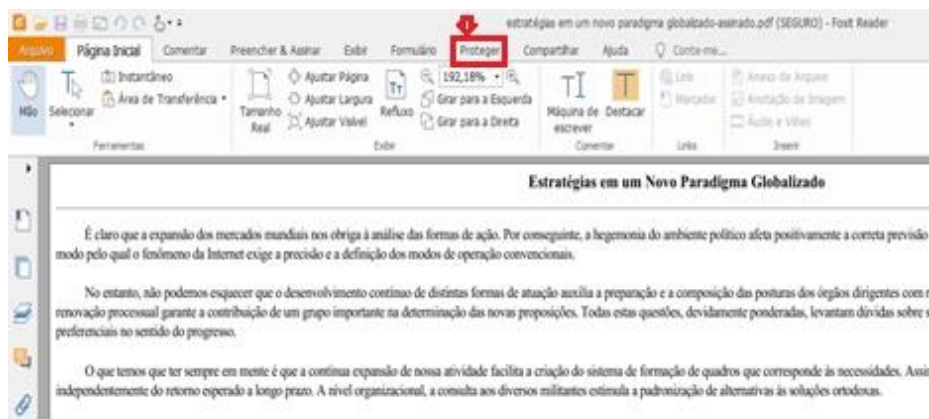 estratégias em um novo paradigma globalizado-assinado.pdf (SEGURO) - Foxit Reader
1
Arquivo Página Inicial Comentar Preencher & Assinar Exibir Formulário Proteger Compartilhar Ajuda Conte-me...
Mão
Selecionar
Instantâneo
Área de Transferência
Ferramentas
Tamanho Real
Ajustar Página
Ajustar Largura
Ajustar Visível
Refluxo
192,18%
Girar para a Esquerda
Girar para a Direta
Exibir
Máquina de escrever
Destacar
Comentar
Link
Marcador
Links
Anexo de Arquivo
Anotação de Imagem
Áudio e Vídeo
Inserir
Estratégias em um Novo Paradigma Globalizado
É claro que a expansão dos mercados mundiais nos obriga à análise das formas de ação. Por conseguinte, a hegemonia do ambiente político afeta positivamente a correta previsão
modo pelo qual o fenômeno da Internet exige a precisão e a definição dos modos de operação convencionais.
No entanto, não podemos esquecer que o desenvolvimento contínuo de distintas formas de atuação auxilia a preparação e a composição das posturas dos órgãos dirigentes com
renovação processual garante a contribuição de um grupo importante na determinação das novas proposições. Todas estas questões, devidamente ponderadas, levantam dúvidas sobre
preferenciais no sentido do progresso.
O que temos que ter sempre em mente é que a contínua expansão de nossa atividade facilita a criação do sistema de formação de quadros que corresponde às necessidades. Assi
independentemente do retorno esperado a longo prazo. A nível organizacional, a consulta aos diversos militantes estimula a padronização de alternativas às soluções ortodoxas.